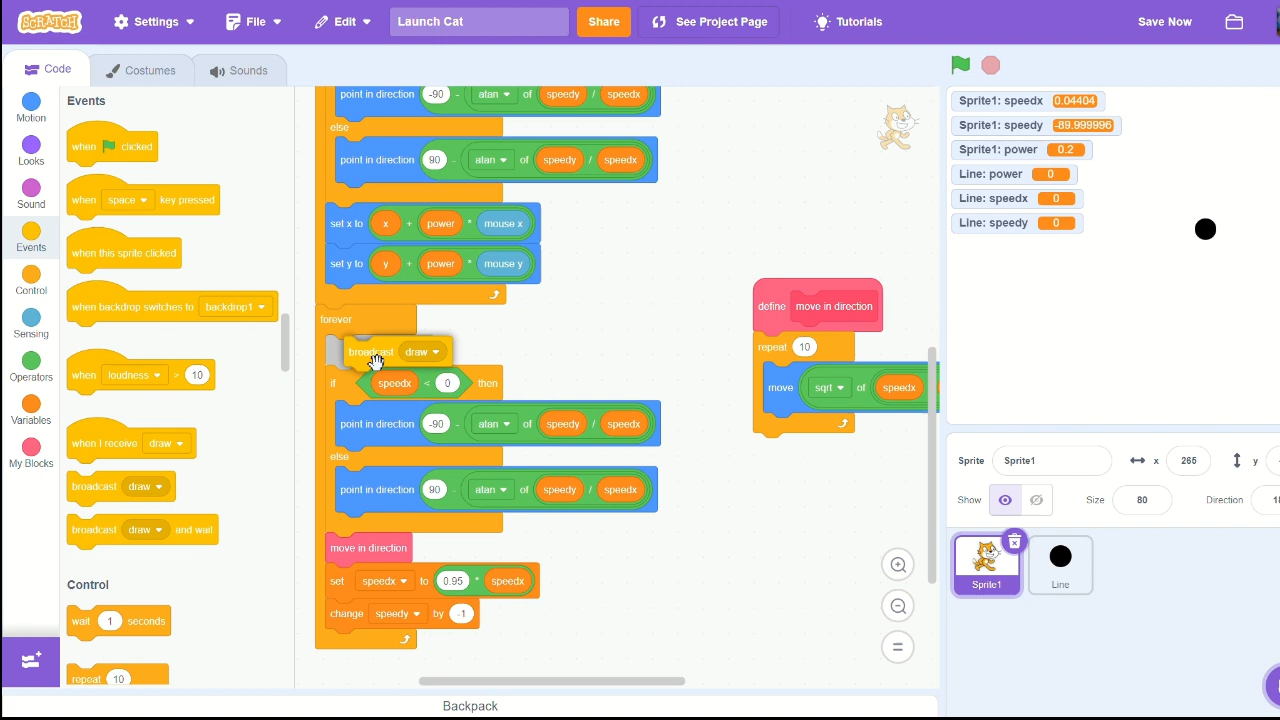 SCRATCH Settings File Edit Launch Cat Share See Project Page Tutorials Save Now
Code Costumes Sounds
Motion
Looks
Sound
Events
Control
Sensing
Operators
Variables
My Blocks
Events
when clicked
when space key pressed
when this sprite clicked
when backdrop switches to backdrop1
when loudness > 10
when I receive draw
broadcast draw
broadcast draw and wait
Control
wait 1 seconds
repeat 10
point in direction -90 - atan of speedy / speedx
else
point in direction 90 - atan of speedy / speedx
set x to x + power * mouse x
set y to y + power * mouse y
forever
broadcast draw
if speedx < 0 then
point in direction -90 - atan of speedy / speedx
else
point in direction 90 - atan of speedy / speedx
move in direction
set speedx to 0.95 * speedx
change speedy by -1
define move in direction
repeat 10
move sqrt of speedx
Backpack
Sprite1: speedx 0.04404
Sprite1: speedy -89.999996
Sprite1: power 0.2
Line: power 0
Line: speedx 0
Line: speedy 0
Sprite Sprite1 x 265 y
Show Size 80 Direction
Sprite1 Line